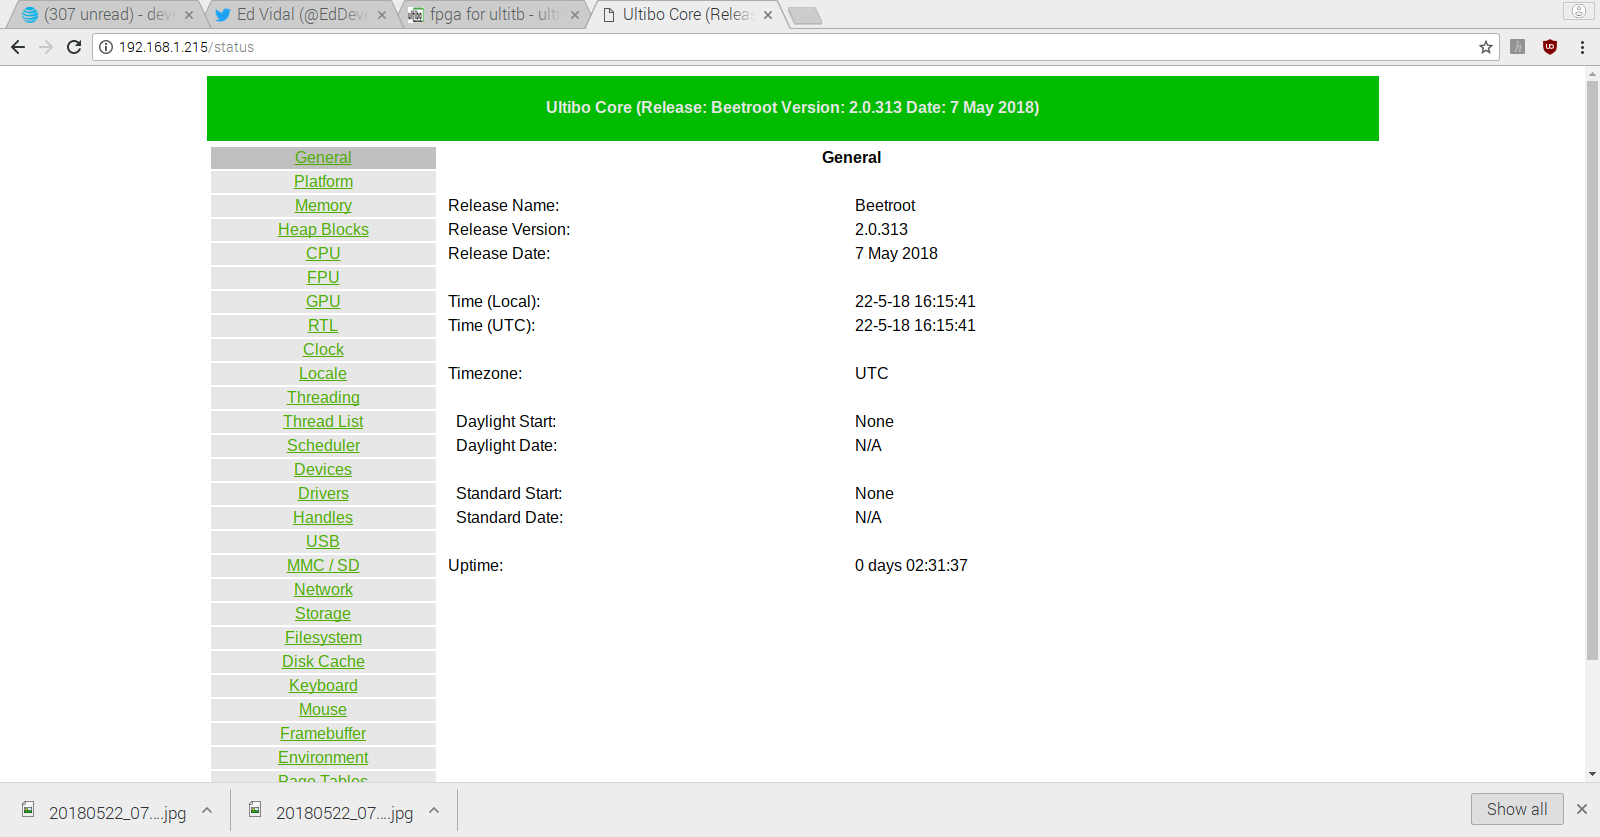 (307 unread) - deve
Ed Vidal (@EdDeve
fpga for ultitb - ulti
Ultibo Core (Releas
192.168.1.215/status
Ultibo Core (Release: Beetroot Version: 2.0.313 Date: 7 May 2018)
General
General
Platform
Memory
Release Name: Beetroot
Heap Blocks
Release Version: 2.0.313
CPU
Release Date: 7 May 2018
FPU
GPU
Time (Local): 22-5-18 16:15:41
RTL
Time (UTC): 22-5-18 16:15:41
Clock
Locale
Timezone: UTC
Threading
Thread List
Daylight Start: None
Scheduler
Daylight Date: N/A
Devices
Drivers
Standard Start: None
Handles
Standard Date: N/A
USB
MMC / SD
Uptime: 0 days 02:31:37
Network
Storage
Filesystem
Disk Cache
Keyboard
Mouse
Framebuffer
Environment
Page Tables
20180522_07....jpg
20180522_07....jpg
Show all